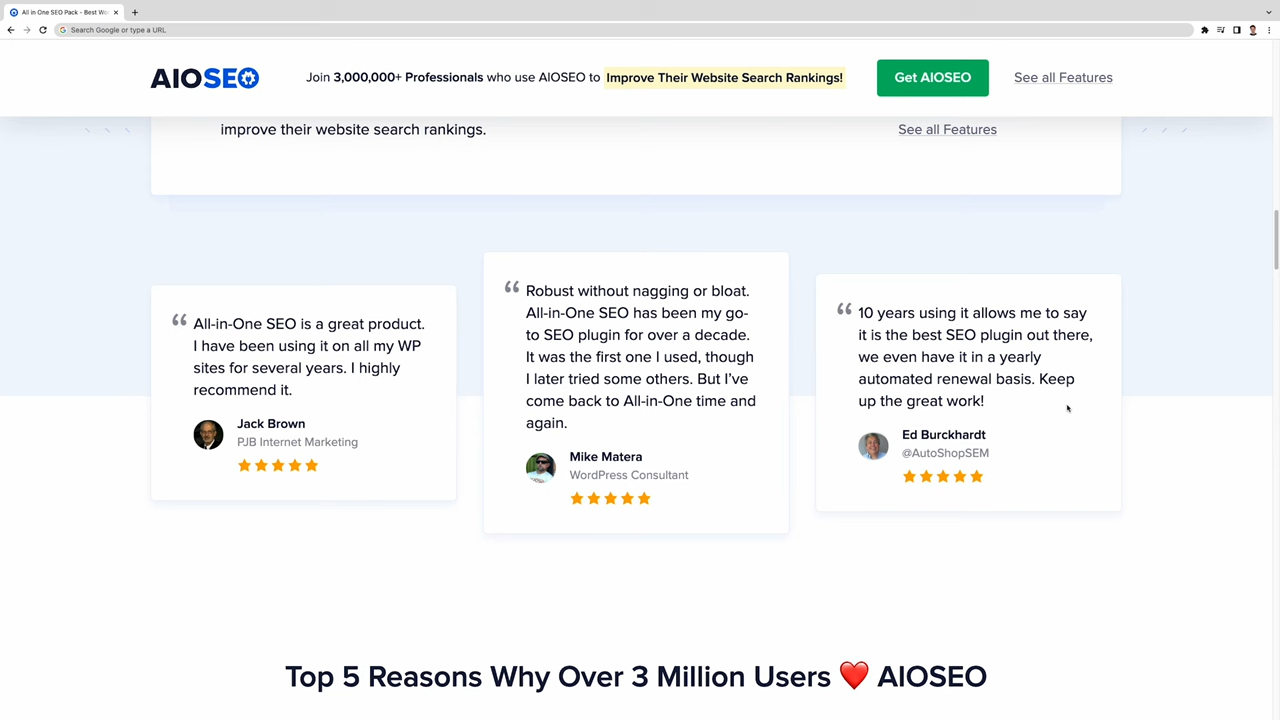 All in One SEO Pack - Best Wo
Search Google or type a URL
AIOSEO
Join 3,000,000+ Professionals who use AIOSEO to Improve Their Website Search Rankings!
Get AIOSEO
See all Features
improve their website search rankings.
See all Features
“ All-in-One SEO is a great product.
I have been using it on all my WP
sites for several years. I highly
recommend it.
Jack Brown
PJB Internet Marketing
“ Robust without nagging or bloat.
All-in-One SEO has been my go-
to SEO plugin for over a decade.
It was the first one I used, though
I later tried some others. But I’ve
come back to All-in-One time and
again.
Mike Matera
WordPress Consultant
“ 10 years using it allows me to say
it is the best SEO plugin out there,
we even have it in a yearly
automated renewal basis. Keep
up the great work!
Ed Burckhardt
@AutoShopSEM
Top 5 Reasons Why Over 3 Million Users ❤️ AIOSEO